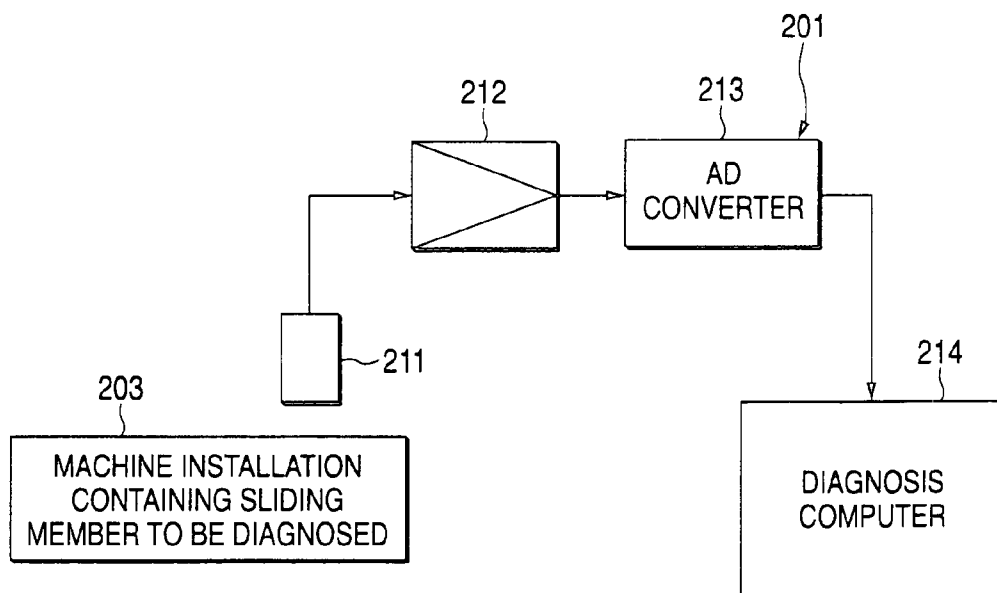 201
212
213
AD
CONVERTER
211
214
203
MACHINE INSTALLATION
CONTAINING SLIDING
MEMBER TO BE DIAGNOSED
DIAGNOSIS
COMPUTER